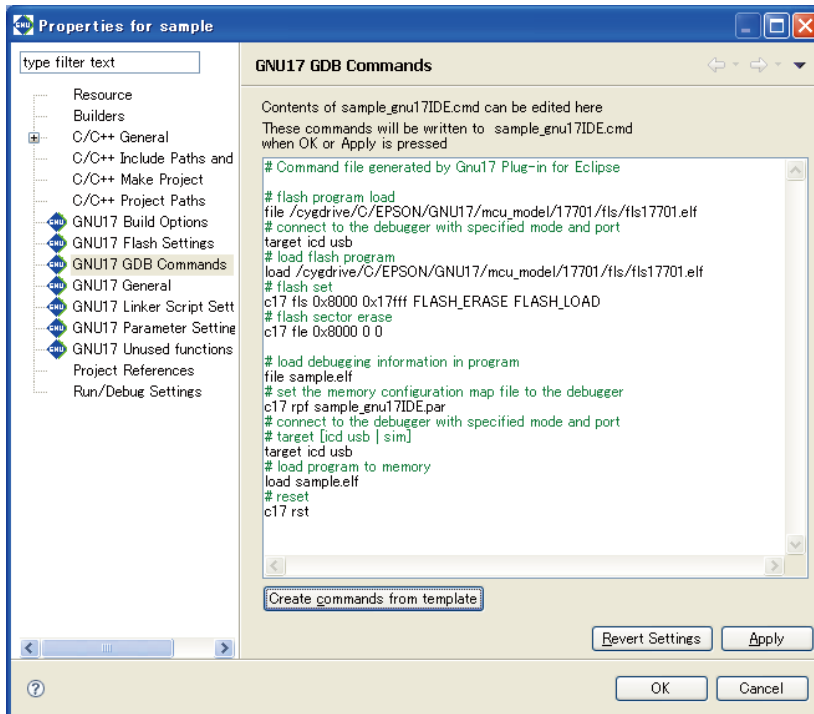 Properties for sample
type filter text
Resource
Builders
C/C++ General
C/C++ Include Paths and
C/C++ Make Project
C/C++ Project Paths
GNU17 Build Options
GNU17 Flash Settings
GNU17 GDB Commands
GNU17 General
GNU17 Linker Script Sett
GNU17 Parameter Setting
GNU17 Unused functions
Project References
Run/Debug Settings
GNU17 GDB Commands
Contents of sample_gnu17IDE.cmd can be edited here
These commands will be written to sample_gnu17IDE.cmd
when OK or Apply is pressed
# Command file generated by Gnu17 Plug-in for Eclipse
# flash program load
file /cygdrive/C/EPSON/GNU17/mcu_model/17701/fls/fls17701.elf
# connect to the debugger with specified mode and port
target icd usb
# load flash program
load /cygdrive/C/EPSON/GNU17/mcu_model/17701/fls/fls17701.elf
# flash set
c17 fls 0x8000 0x17fff FLASH_ERASE FLASH_LOAD
# flash sector erase
c17 fle 0x8000 0 0
# load debugging information in program
file sample.elf
# set the memory configuration map file to the debugger
c17 rpf sample_gnu17IDE.par
# connect to the debugger with specified mode and port
# target [icd usb | sim]
target icd usb
# load program to memory
load sample.elf
# reset
c17 rst
Create commands from template
Revert Settings
Apply
OK
Cancel